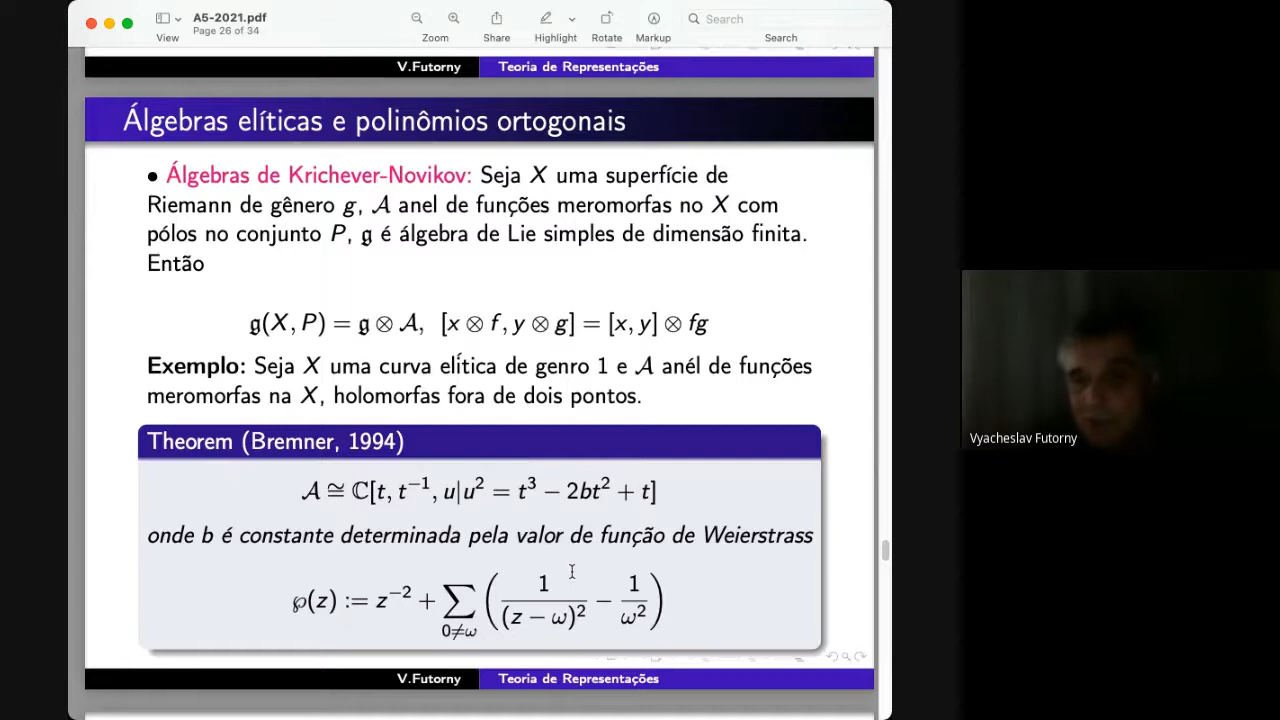 A5-2021.pdf
Page 26 of 34
View
Zoom
Share
Highlight
Rotate
Markup
Search
Search
V.Futorny Teoria de Representações
Álgebras elíticas e polinômios ortogonais
• Álgebras de Krichever-Novikov: Seja X uma superfície de
Riemann de gênero g, 𝒜 anel de funções meromorfas no X com
pólos no conjunto P, 𝔤 é álgebra de Lie simples de dimensão finita.
Então
𝔤(X, P) = 𝔤 ⊗ 𝒜, [x ⊗ f, y ⊗ g] = [x, y] ⊗ fg
Exemplo: Seja X uma curva elítica de genro 1 e 𝒜 anél de funções
meromorfas na X, holomorfas fora de dois pontos.
Theorem (Bremner, 1994)
𝒜 ≅ ℂ[t, t⁻¹, u|u² = t³ − 2bt² + t]
onde b é constante determinada pela valor de função de Weierstrass
℘(z) := z⁻² + ∑_{0≠ω} ( 1/(z − ω)² − 1/ω² )
V.Futorny Teoria de Representações
Vyacheslav Futorny